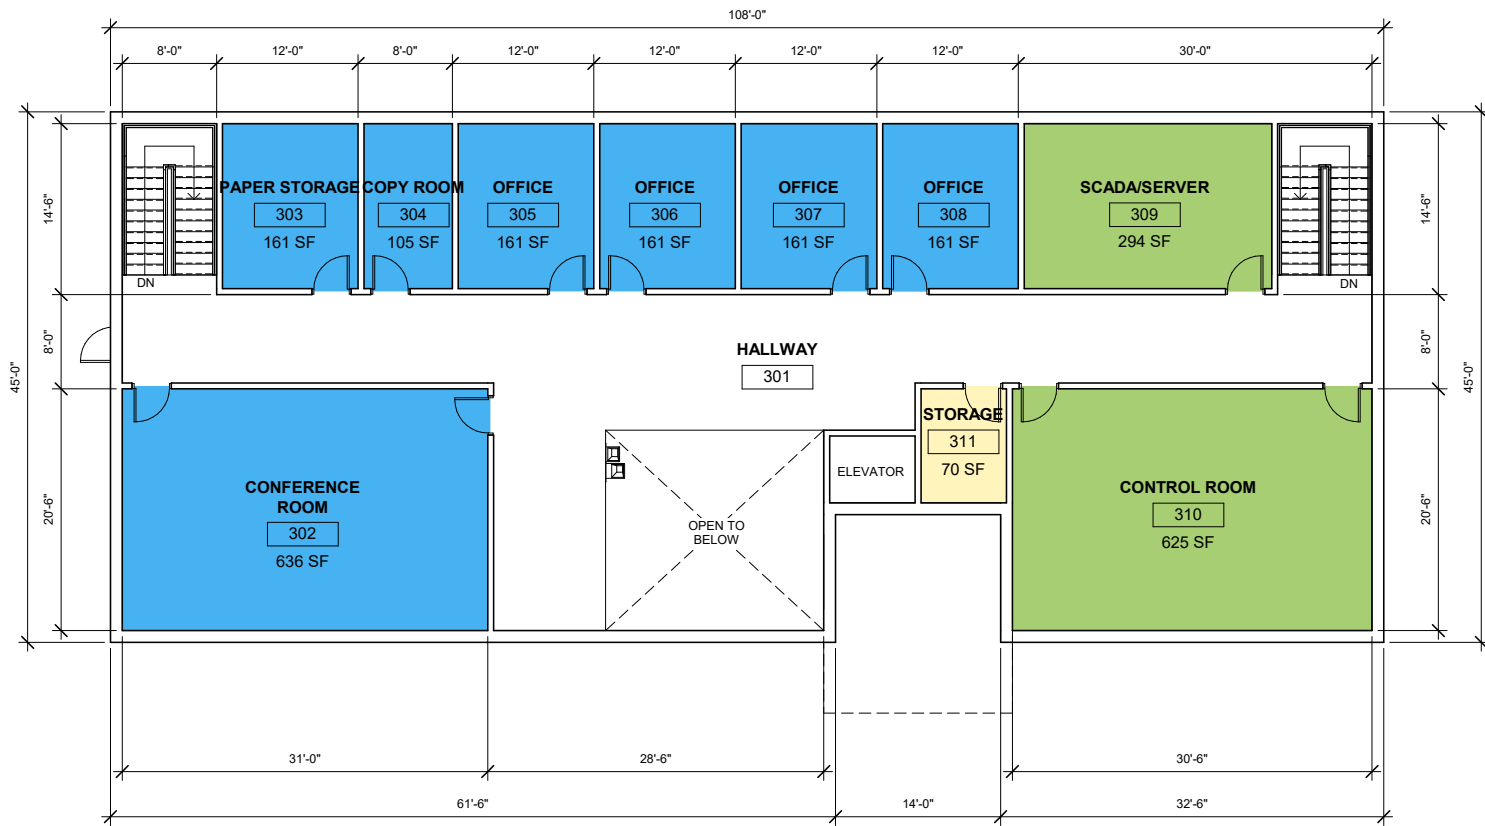 108'-0"
8'-0" 12'-0" 8'-0" 12'-0" 12'-0" 12'-0" 12'-0" 30'-0"
14'-6"
8'-0"
20'-6"
45'-0"
DN
PAPER STORAGE
303
161 SF
COPY ROOM
304
105 SF
OFFICE
305
161 SF
OFFICE
306
161 SF
OFFICE
307
161 SF
OFFICE
308
161 SF
SCADA/SERVER
309
294 SF
DN
14'-6"
8'-0"
20'-6"
45'-0"
HALLWAY
301
CONFERENCE
ROOM
302
636 SF
OPEN TO
BELOW
ELEVATOR
STORAGE
311
70 SF
CONTROL ROOM
310
625 SF
31'-0" 28'-6" 30'-6"
61'-6" 14'-0" 32'-6"